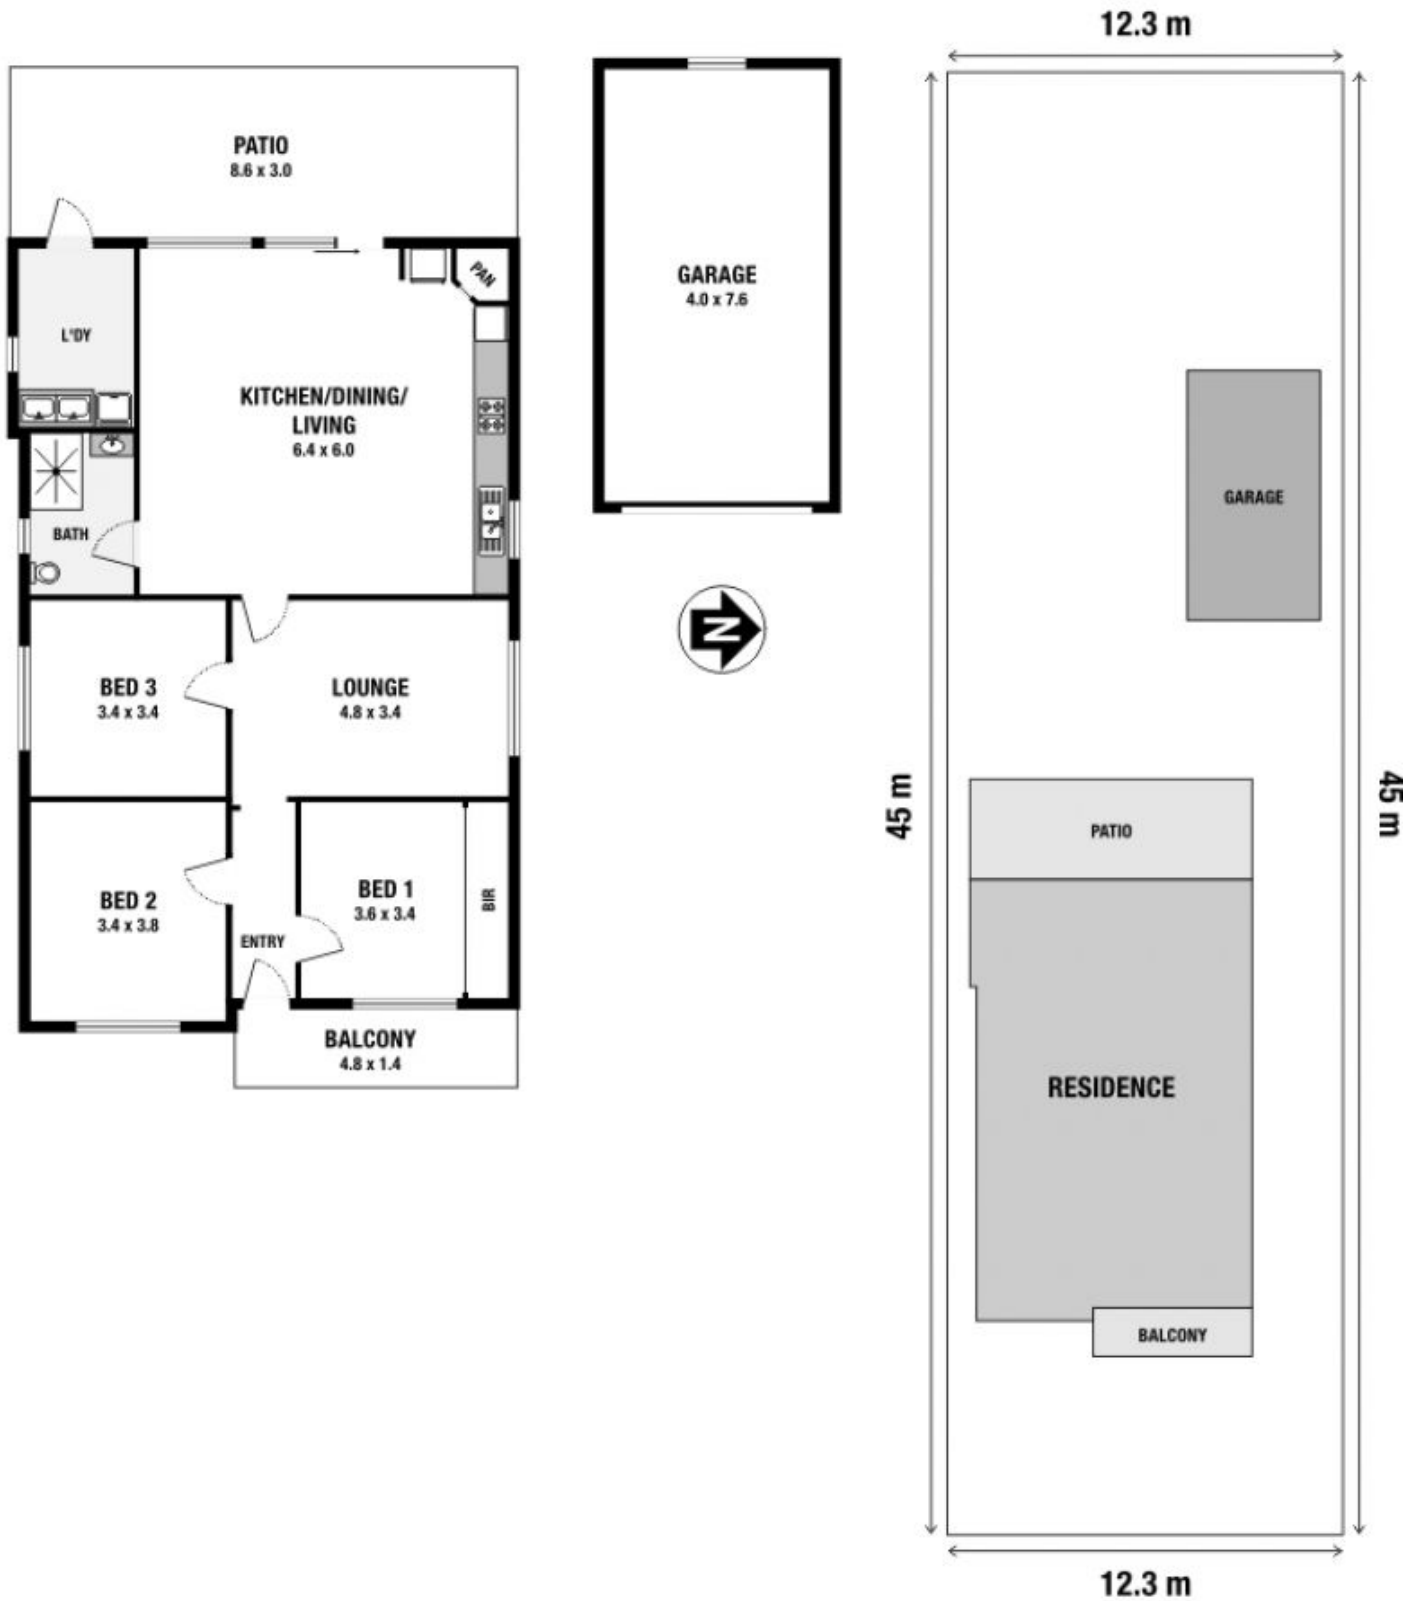 PATIO
8.6 x 3.0
L'DY
PAN
KITCHEN/DINING/
LIVING
6.4 x 6.0
BATH
BED 3
3.4 x 3.4
LOUNGE
4.8 x 3.4
BED 2
3.4 x 3.8
ENTRY
BED 1
3.6 x 3.4
BIR
BALCONY
4.8 x 1.4
GARAGE
4.0 x 7.6
N
12.3 m
45 m
45 m
GARAGE
PATIO
RESIDENCE
BALCONY
12.3 m